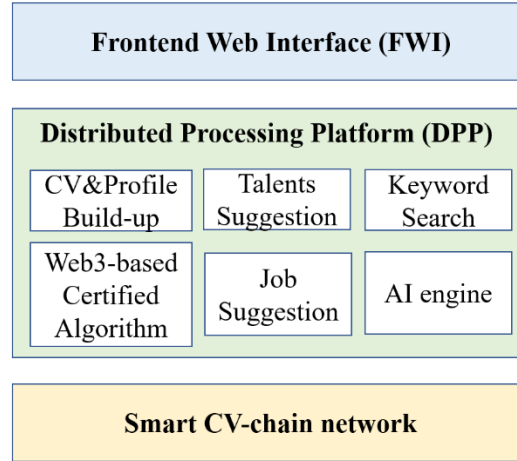 Frontend Web Interface (FWI)
Distributed Processing Platform (DPP)
CV&Profile
Build-up
Talents
Suggestion
Keyword
Search
Web3-based
Certified
Algorithm
Job
Suggestion
AI engine
Smart CV-chain network